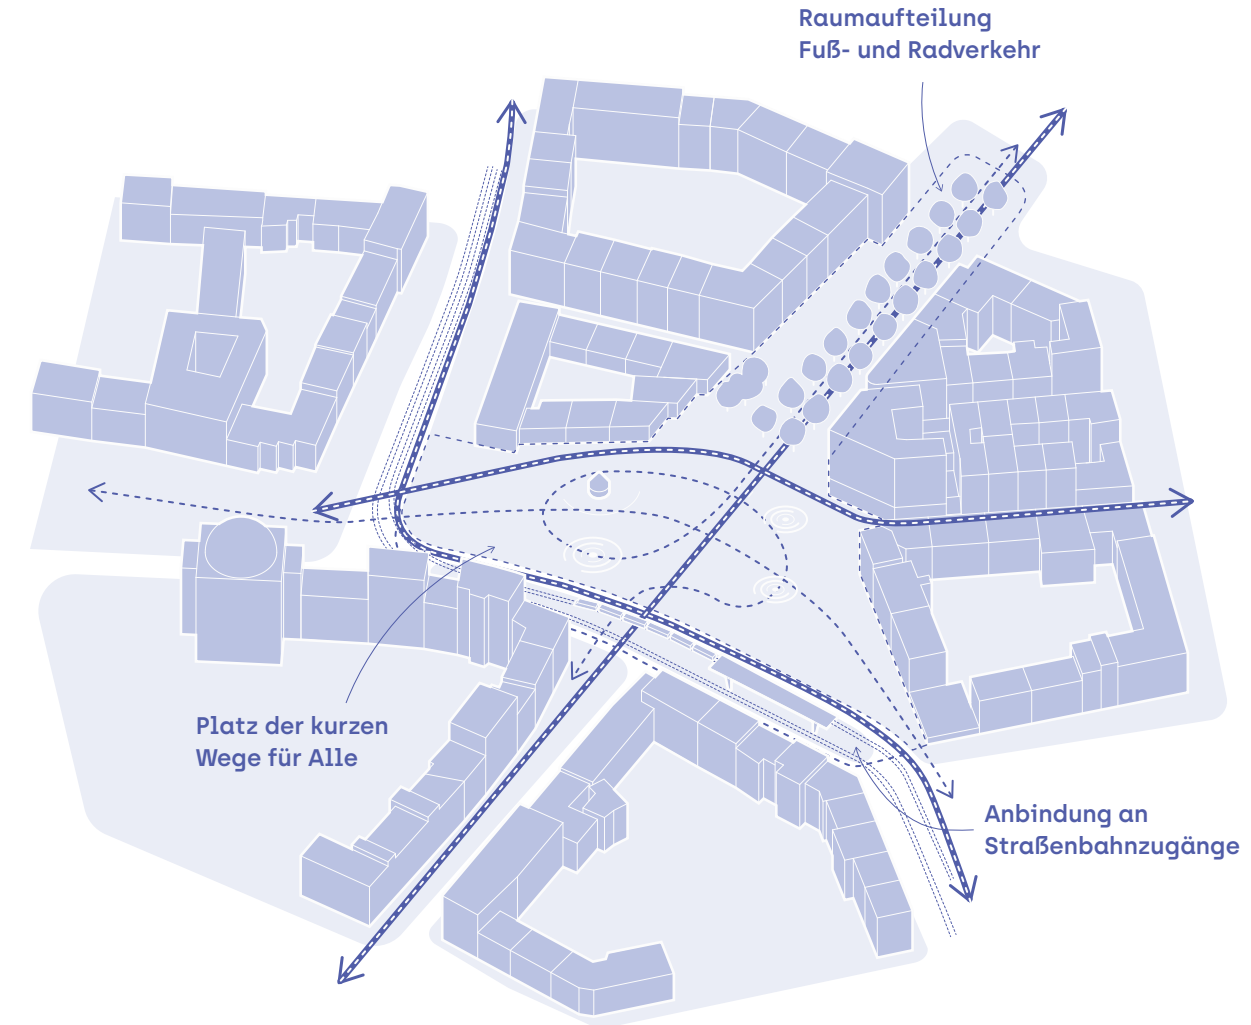 Raumaufteilung
Fuß- und Radverkehr
Platz der kurzen
Wege für Alle
Anbindung an
Straßenbahnzugänge